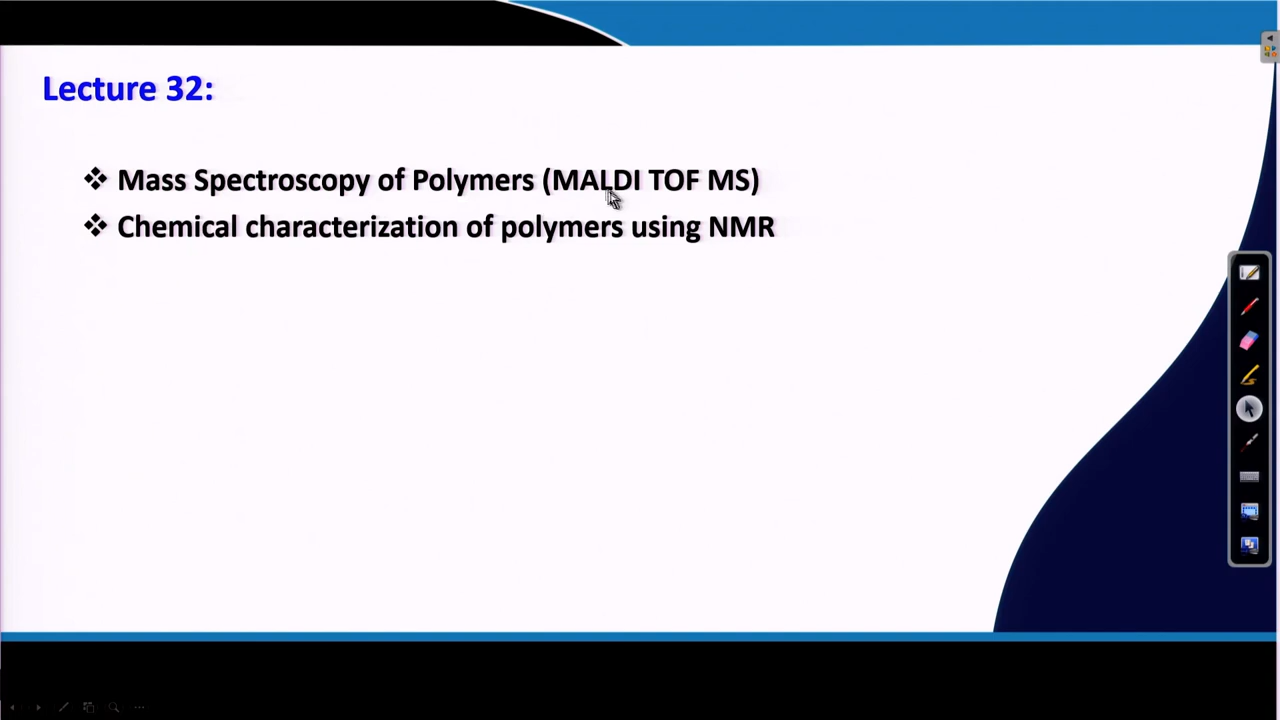 Lecture 32:
❖ Mass Spectroscopy of Polymers (MALDI TOF MS)
❖ Chemical characterization of polymers using NMR